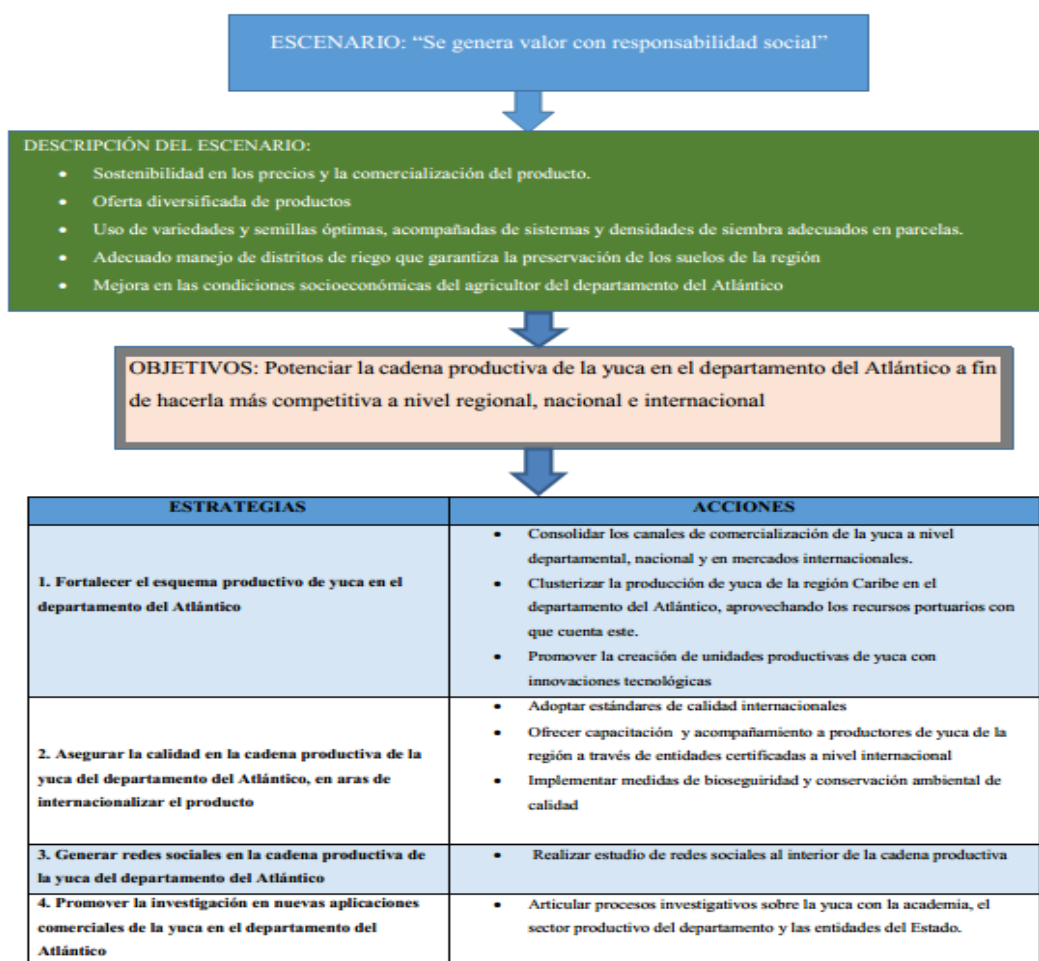 ESCENARIO: “Se genera valor con responsabilidad social”
DESCRIPCIÓN DEL ESCENARIO:
• Sostenibilidad en los precios y la comercialización del producto.
• Oferta diversificada de productos
• Uso de variedades y semillas óptimas, acompañadas de sistemas y densidades de siembra adecuados en parcelas.
• Adecuado manejo de distritos de riego que garantiza la preservación de los suelos de la región
• Mejora en las condiciones socioeconómicas del agricultor del departamento del Atlántico
OBJETIVOS: Potenciar la cadena productiva de la yuca en el departamento del Atlántico a fin
de hacerla más competitiva a nivel regional, nacional e internacional
ESTRATEGIAS
ACCIONES
1. Fortalecer el esquema productivo de yuca en el
departamento del Atlántico
• Consolidar los canales de comercialización de la yuca a nivel
departamental, nacional y en mercados internacionales.
• Clusterizar la producción de yuca de la región Caribe en el
departamento del Atlántico, aprovechando los recursos portuarios con
que cuenta este.
• Promover la creación de unidades productivas de yuca con
innovaciones tecnológicas
2. Asegurar la calidad en la cadena productiva de la
yuca del departamento del Atlántico, en aras de
internacionalizar el producto
• Adoptar estándares de calidad internacionales
• Ofrecer capacitación y acompañamiento a productores de yuca de la
región a través de entidades certificadas a nivel internacional
• Implementar medidas de bioseguiridad y conservación ambiental de
calidad
3. Generar redes sociales en la cadena productiva de
la yuca del departamento del Atlántico
• Realizar estudio de redes sociales al interior de la cadena productiva
4. Promover la investigación en nuevas aplicaciones
comerciales de la yuca en el departamento del
Atlántico
• Articular procesos investigativos sobre la yuca con la academia, el
sector productivo del departamento y las entidades del Estado.